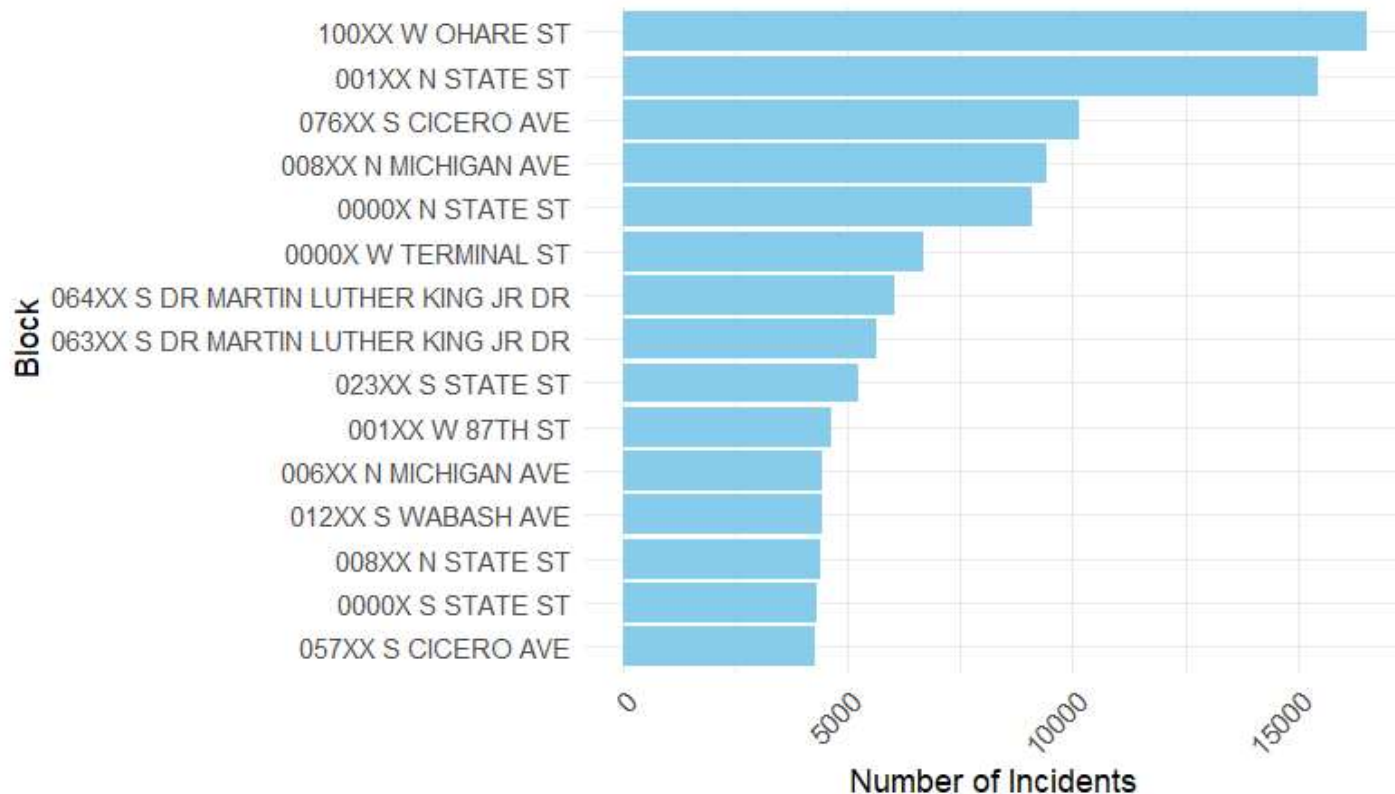 100XX W OHARE ST
001XX N STATE ST
076XX S CICERO AVE
008XX N MICHIGAN AVE
0000X N STATE ST
0000X W TERMINAL ST
064XX S DR MARTIN LUTHER KING JR DR
063XX S DR MARTIN LUTHER KING JR DR
023XX S STATE ST
001XX W 87TH ST
006XX N MICHIGAN AVE
012XX S WABASH AVE
008XX N STATE ST
0000X S STATE ST
057XX S CICERO AVE
Block
0 5000 10000 15000
Number of Incidents